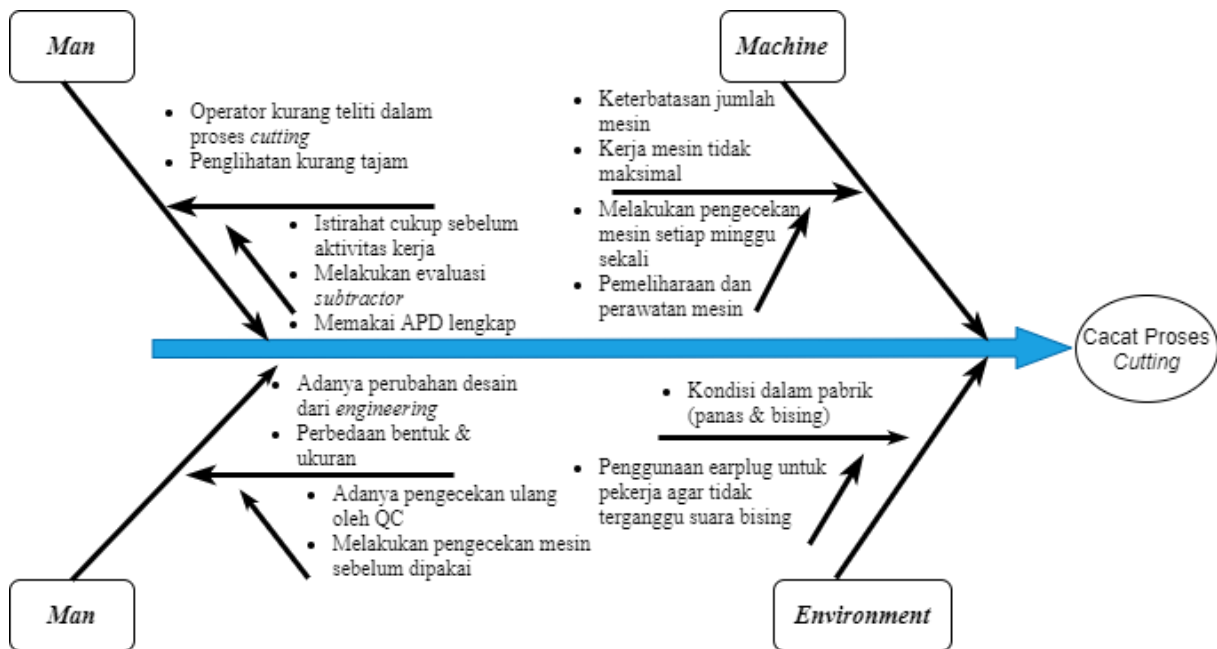 Man
• Operator kurang teliti dalam
proses cutting
• Penglihatan kurang tajam
• Istirahat cukup sebelum
aktivitas kerja
• Melakukan evaluasi
subtractor
• Memakai APD lengkap
Machine
• Keterbatasan jumlah
mesin
• Kerja mesin tidak
maksimal
• Melakukan pengecekan
mesin setiap minggu
sekali
• Pemeliharaan dan
perawatan mesin
Cacat Proses
Cutting
• Adanya perubahan desain
dari engineering
• Perbedaan bentuk &
ukuran
• Adanya pengecekan ulang
oleh QC
• Melakukan pengecekan mesin
sebelum dipakai
Man
• Kondisi dalam pabrik
(panas & bising)
• Penggunaan earplug untuk
pekerja agar tidak
terganggu suara bising
Environment